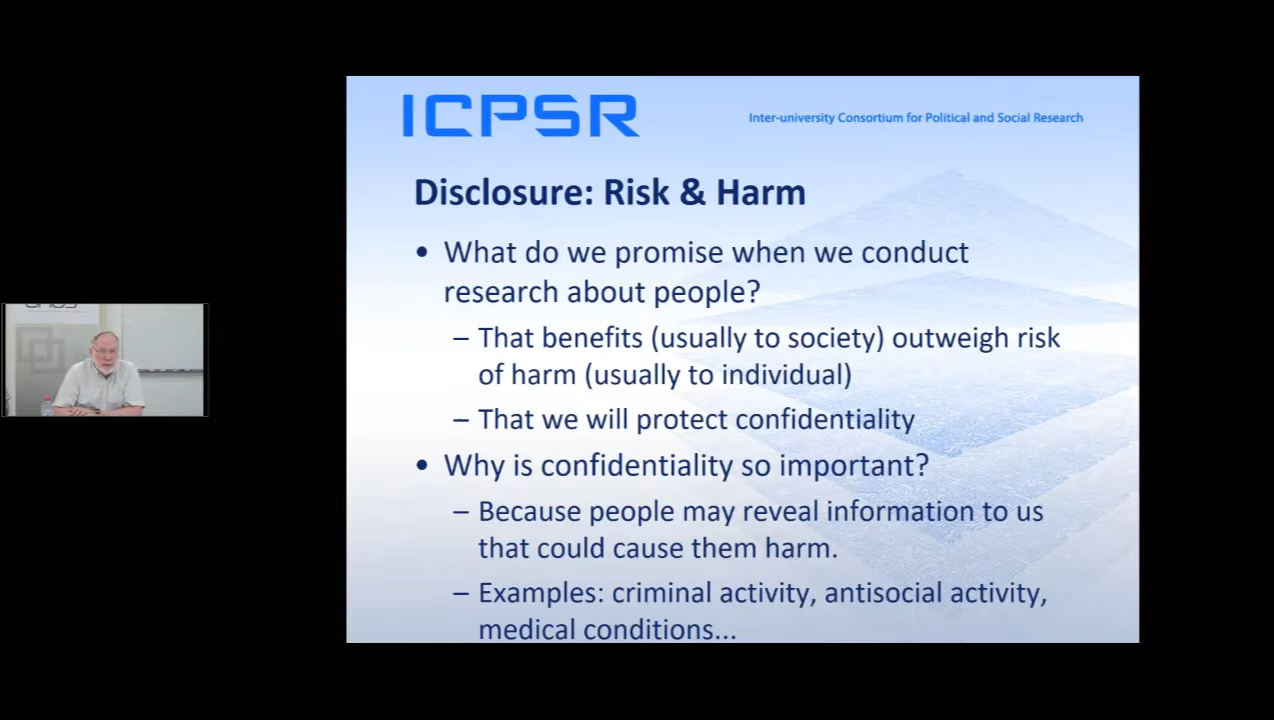 ICPSR
Inter-university Consortium for Political and Social Research
Disclosure: Risk & Harm
• What do we promise when we conduct
research about people?
– That benefits (usually to society) outweigh risk
of harm (usually to individual)
– That we will protect confidentiality
• Why is confidentiality so important?
– Because people may reveal information to us
that could cause them harm.
– Examples: criminal activity, antisocial activity,
medical conditions...